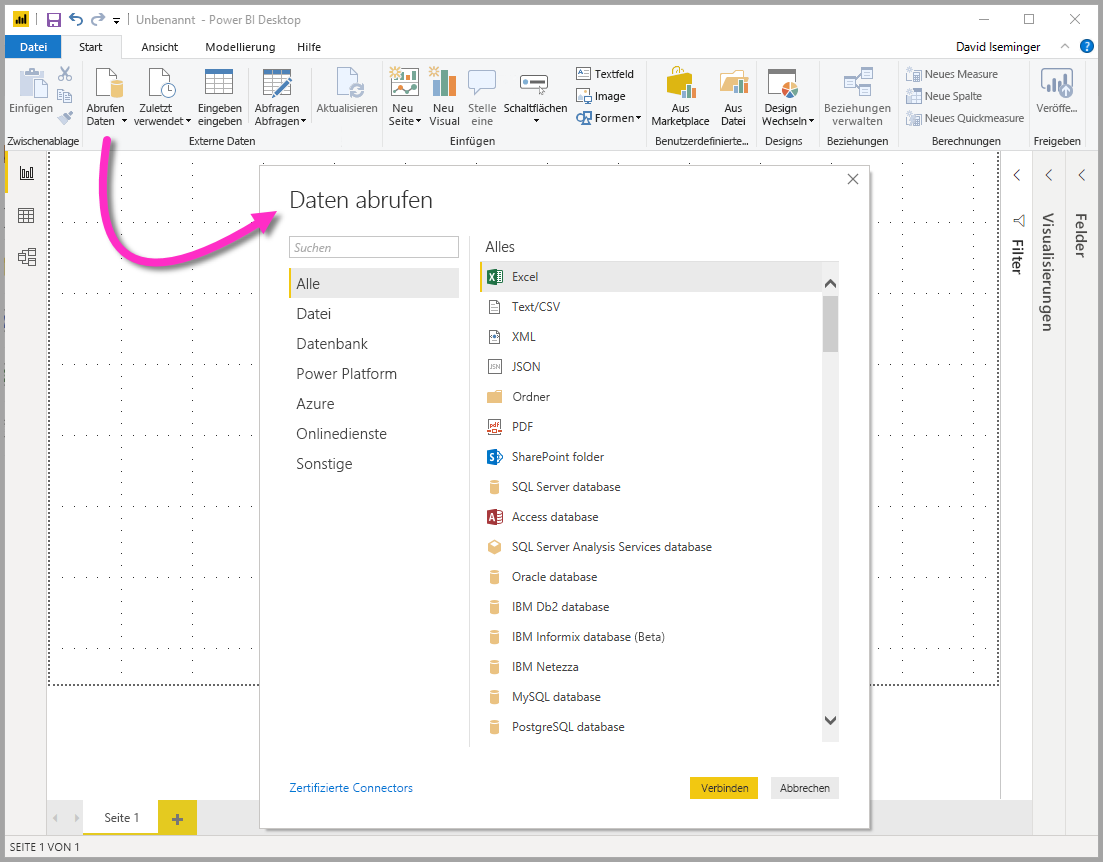 Unbenannt - Power BI Desktop
Datei Start Ansicht Modellierung Hilfe David Iseminger ?
Einfügen
Zwischenablage
Abrufen
Daten
Zuletzt
verwendet
Eingeben
eingeben
Abfragen
Abfragen
Aktualisieren
Externe Daten
Neu
Seite
Neu
Visual
Stelle
eine
Schaltflächen
Textfeld
Image
Formen
Einfügen
Aus
Marketplace
Aus
Datei
Benutzerdefinierte...
Design
Wechseln
Designs
Beziehungen
verwalten
Beziehungen
Neues Measure
Neue Spalte
Neues Quickmeasure
Berechnungen
Veröffe...
Freigeben
Daten abrufen
Suchen
Alle
Datei
Datenbank
Power Platform
Azure
Onlinedienste
Sonstige
Alles
Excel
Text/CSV
XML
JSON
Ordner
PDF
SharePoint folder
SQL Server database
Access database
SQL Server Analysis Services database
Oracle database
IBM Db2 database
IBM Informix database (Beta)
IBM Netezza
MySQL database
PostgreSQL database
Zertifizierte Connectors
Verbinden
Abbrechen
Filter
Visualisierungen
Felder
Seite 1
SEITE 1 VON 1